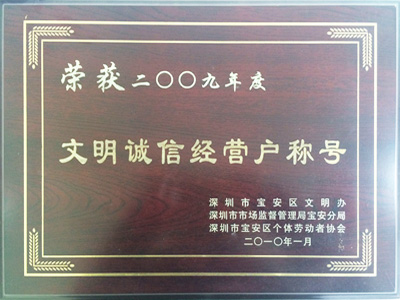 荣获二〇〇九年度
文明诚信经营户称号
深圳市宝安区文明办
深圳市市场监督管理局宝安分局
深圳市宝安区个体劳动者协会
二〇一〇年一月